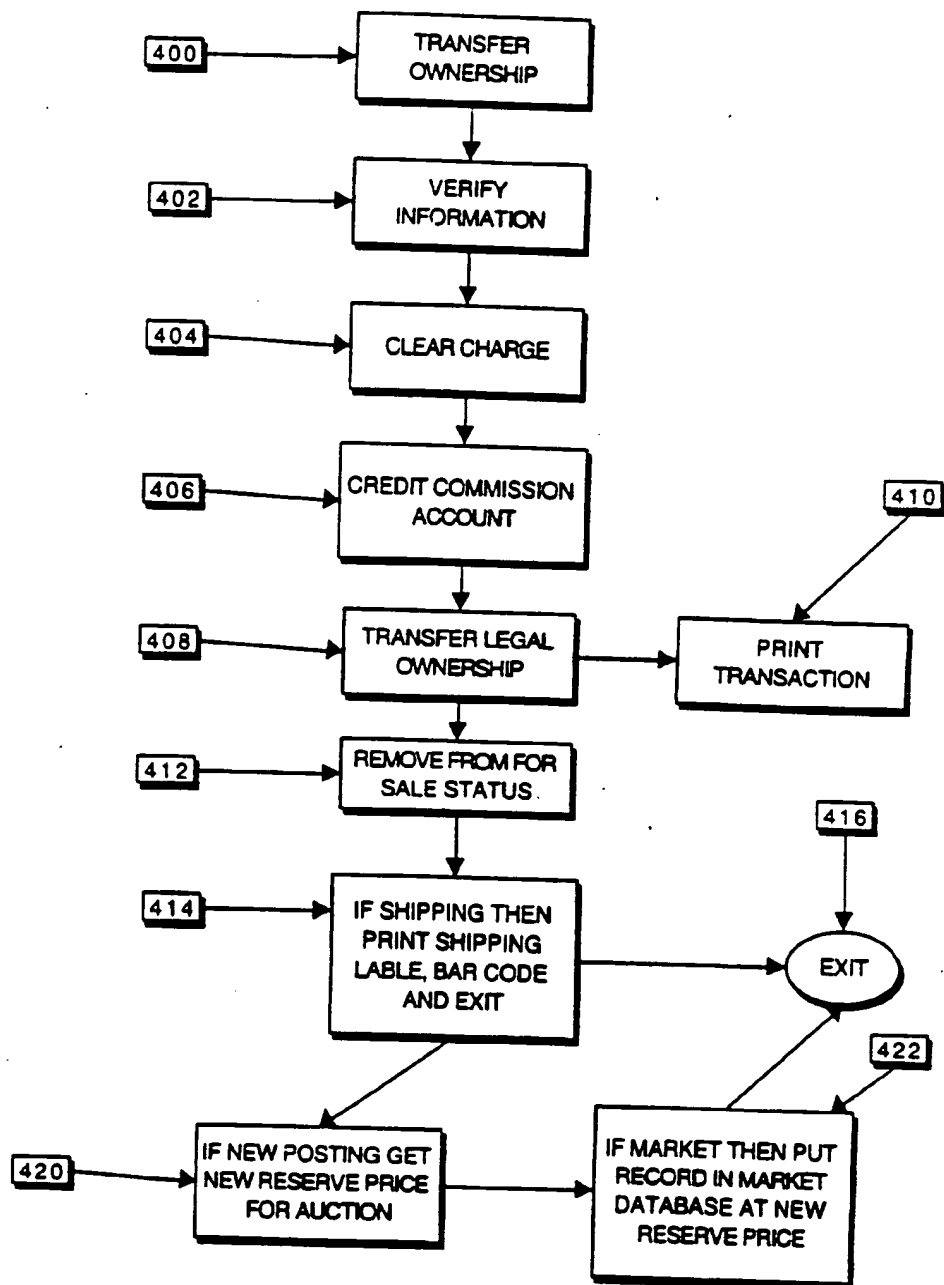 400
TRANSFER
OWNERSHIP
402
VERIFY
INFORMATION
404
CLEAR CHARGE
406
CREDIT COMMISSION
ACCOUNT
410
408
TRANSFER LEGAL
OWNERSHIP
PRINT
TRANSACTION
412
REMOVE FROM FOR
SALE STATUS
416
414
IF SHIPPING THEN
PRINT SHIPPING
LABLE, BAR CODE
AND EXIT
EXIT
422
420
IF NEW POSTING GET
NEW RESERVE PRICE
FOR AUCTION
IF MARKET THEN PUT
RECORD IN MARKET
DATABASE AT NEW
RESERVE PRICE